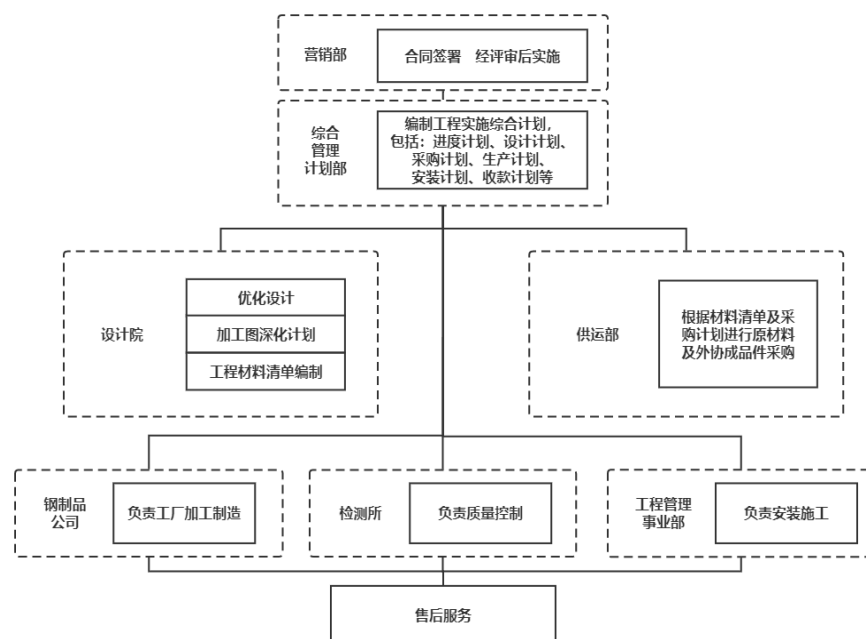 营销部
合同签署 经评审后实施
综合
管理
计划部
编制工程实施综合计划,
包括：进度计划、设计计划、
采购计划、生产计划、
安装计划、收款计划等
设计院
优化设计
加工图深化计划
工程材料清单编制
供运部
根据材料清单及采
购计划进行原材料
及外协成品件采购
钢制品
公司
负责工厂加工制造
检测所
负责质量控制
工程管理
事业部
负责安装施工
售后服务